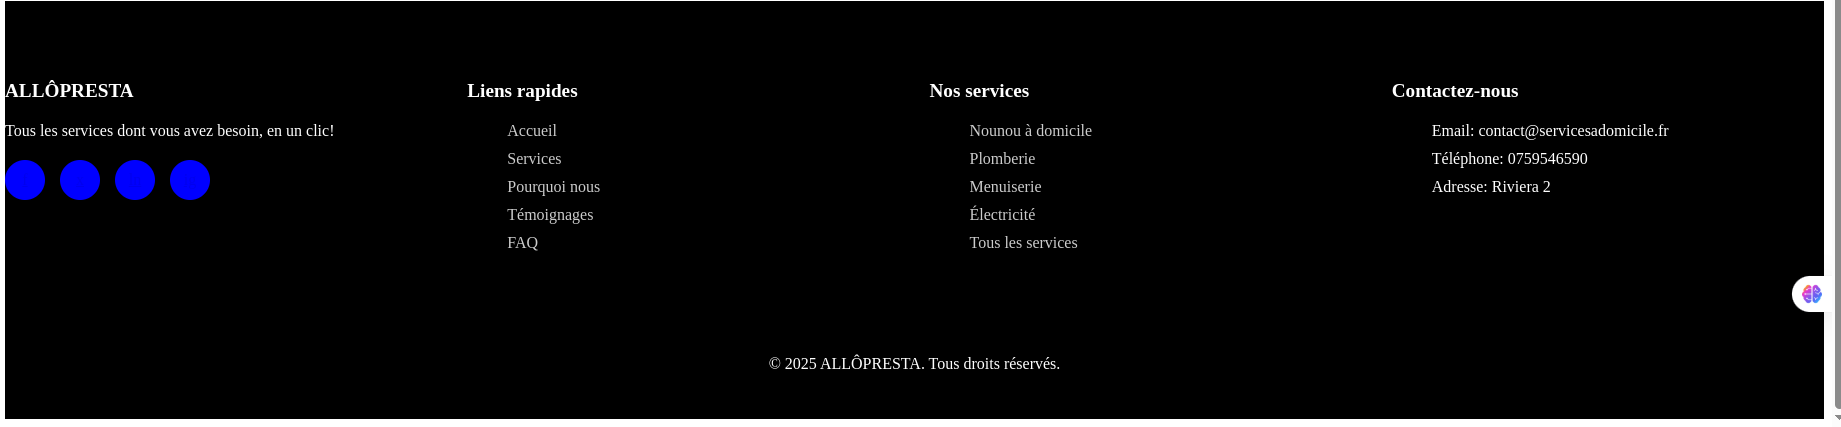 ALLÔPRESTA
Tous les services dont vous avez besoin, en un clic!
Liens rapides
Accueil
Services
Pourquoi nous
Témoignages
FAQ
Nos services
Nounou à domicile
Plomberie
Menuiserie
Électricité
Tous les services
Contactez-nous
Email: contact@servicesadomicile.fr
Téléphone: 0759546590
Adresse: Riviera 2
© 2025 ALLÔPRESTA. Tous droits réservés.